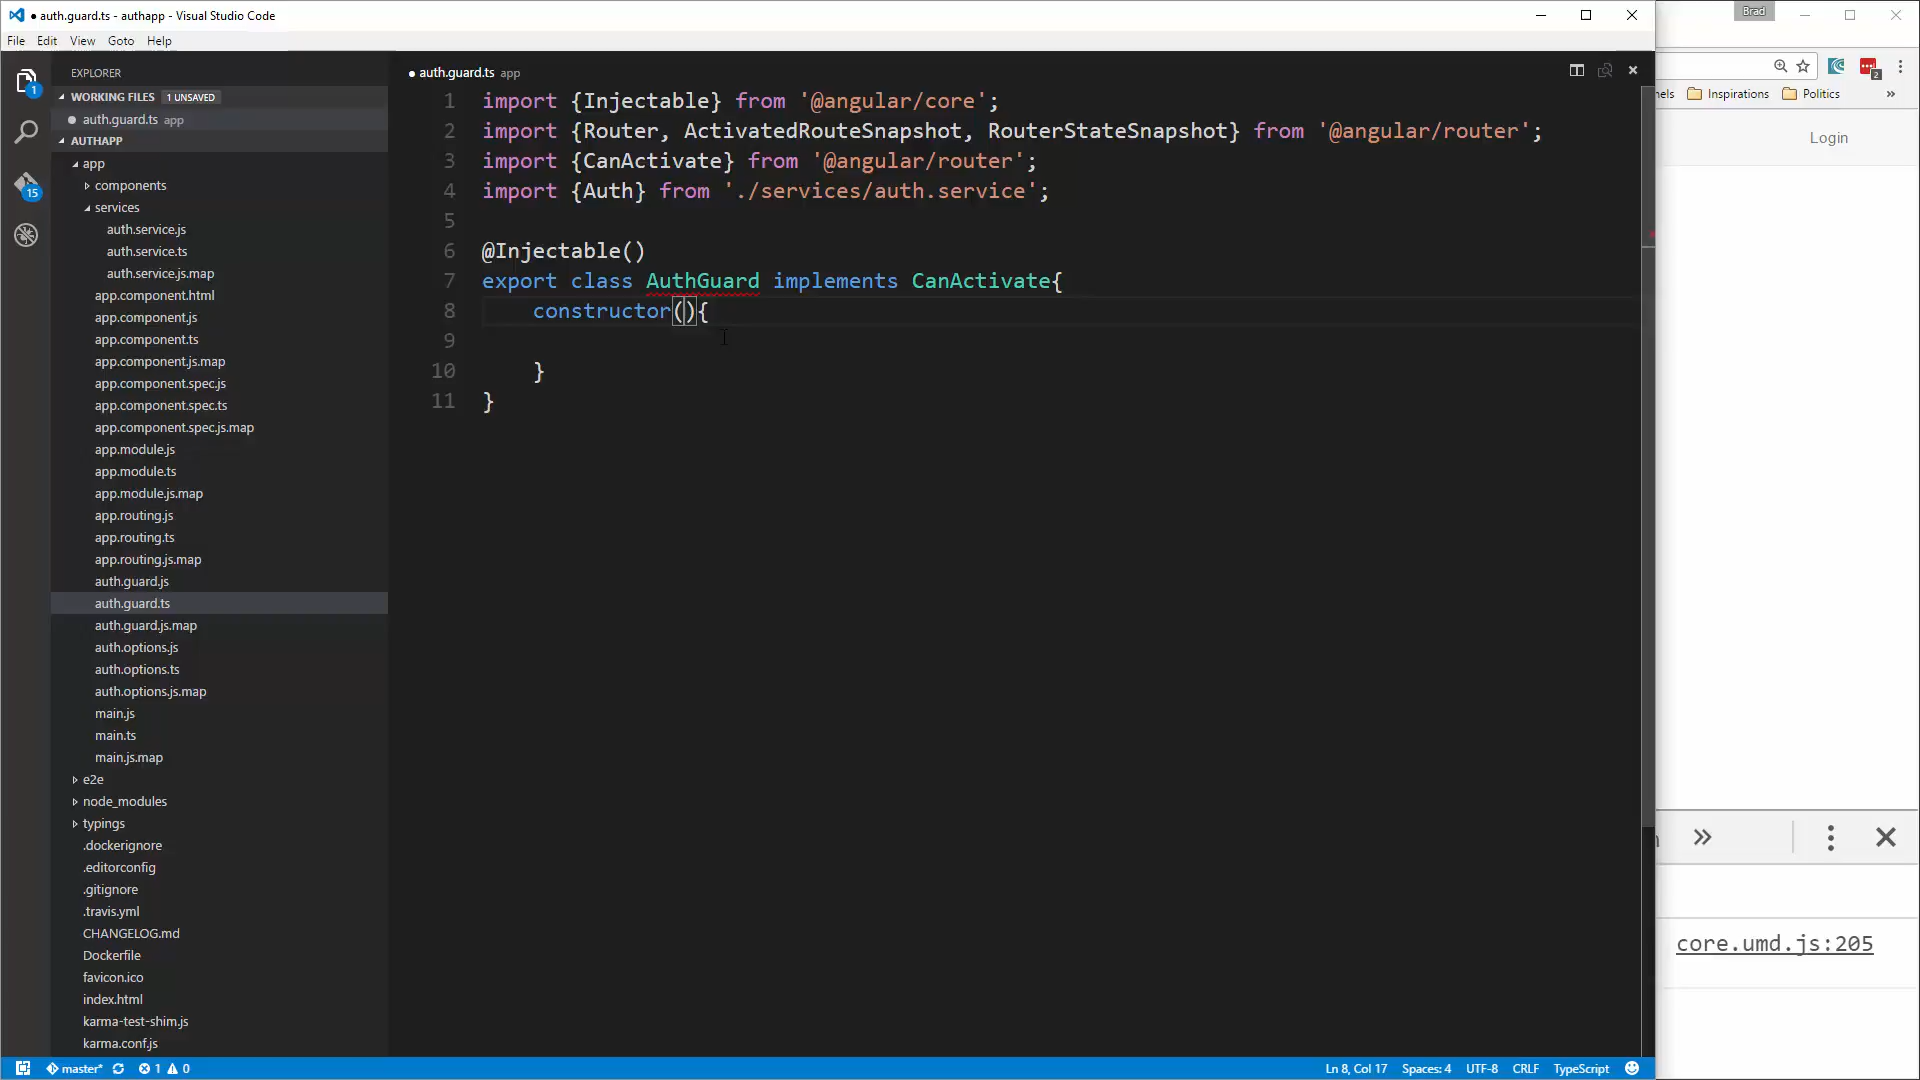 auth.guard.ts - authapp - Visual Studio Code
Brad
File Edit View Goto Help
Inspirations Politics »
Login
EXPLORER
WORKING FILES 1 UNSAVED
auth.guard.ts app
AUTHAPP
app
components
services
auth.service.js
auth.service.ts
auth.service.js.map
app.component.html
app.component.js
app.component.ts
app.component.js.map
app.component.spec.js
app.component.spec.ts
app.component.spec.js.map
app.module.js
app.module.ts
app.module.js.map
app.routing.js
app.routing.ts
app.routing.js.map
auth.guard.js
auth.guard.ts
auth.guard.js.map
auth.options.js
auth.options.ts
auth.options.js.map
main.js
main.ts
main.js.map
e2e
node_modules
typings
.dockerignore
.editorconfig
.gitignore
.travis.yml
CHANGELOG.md
Dockerfile
favicon.ico
index.html
karma-test-shim.js
karma.conf.js
1
15
auth.guard.ts app
1 import {Injectable} from '@angular/core';
2 import {Router, ActivatedRouteSnapshot, RouterStateSnapshot} from '@angular/router';
3 import {CanActivate} from '@angular/router';
4 import {Auth} from './services/auth.service';
5
6 @Injectable()
7 export class AuthGuard implements CanActivate{
8 constructor(){
9
10 }
11 }
core.umd.js:205
master* 1 0
Ln 8, Col 17 Spaces: 4 UTF-8 CRLF TypeScript